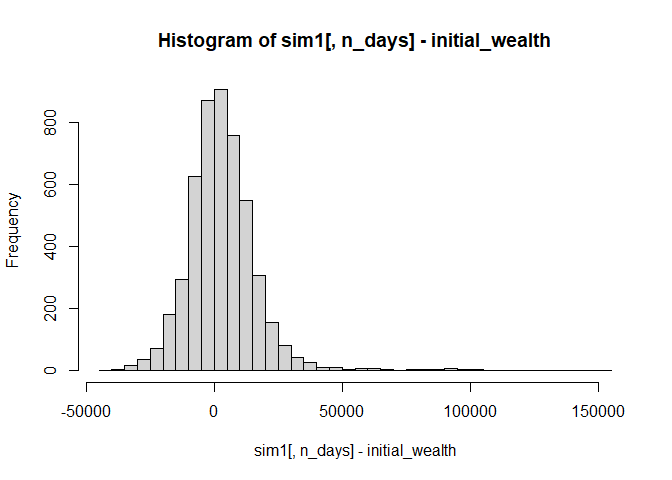 Histogram of sim1[, n_days] - initial_wealth
Frequency
800
600
400
200
0
-50000 0 50000 100000 150000
sim1[, n_days] - initial_wealth